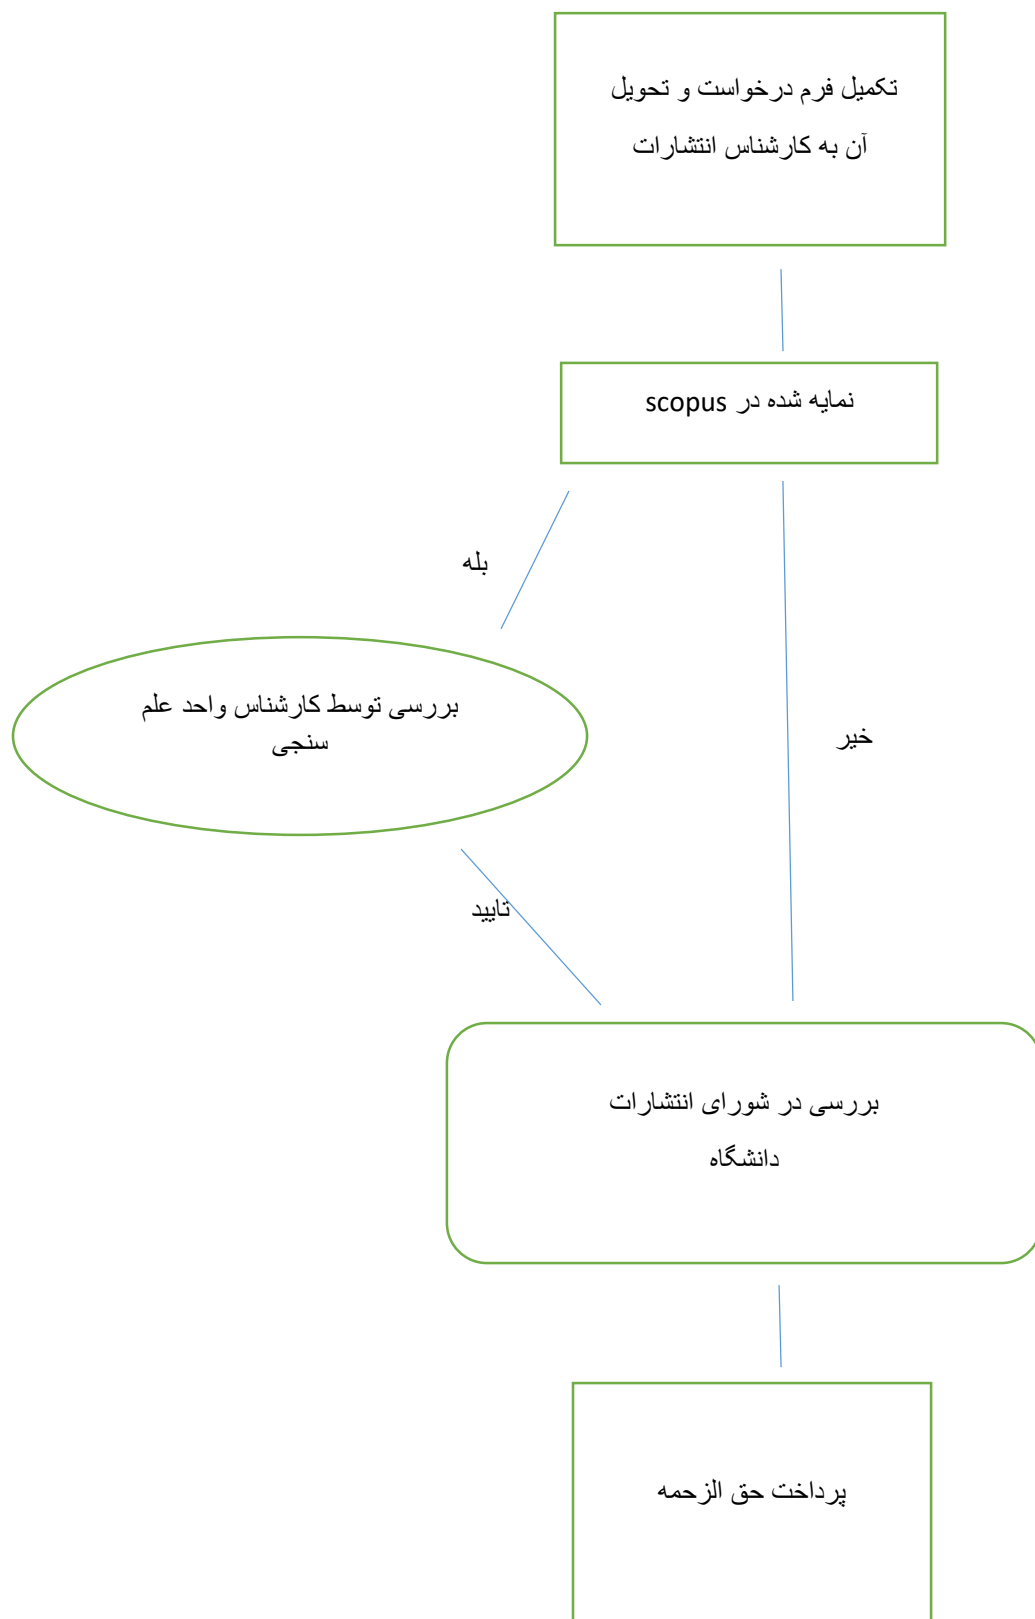 تکمیل فرم درخواست و تحویل
آن به کارشناس انتشارات
نمایه شده در scopus
بله
بررسی توسط کارشناس واحد علم
سنجی
خیر
تایید
بررسی در شورای انتشارات
دانشگاه
پرداخت حق الزحمه